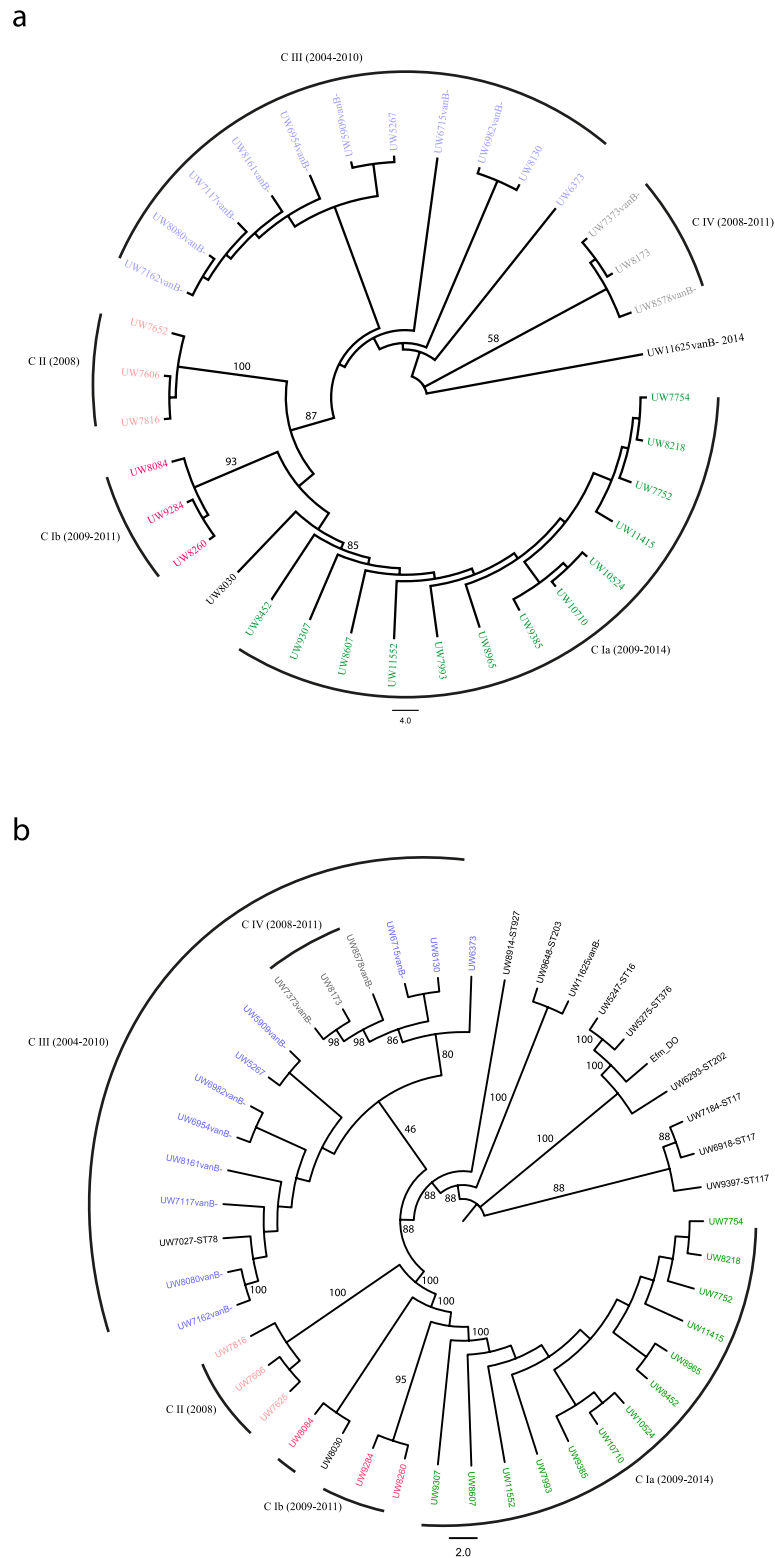 a
C III (2004-2010)
UW7162vanB-
UW8080vanB-
UW7117vanB-
UW8161vanB-
UW6954vanB-
UW5909vanB-
UW5267
UW6715vanB-
UW6982vanB-
UW8130
UW6373
UW7373vanB-
UW8173
UW8578vanB-
C IV (2008-2011)
58
UW11625vanB- 2014
C II (2008)
UW7652
UW7606
UW7816
100
87
93
C Ib (2009-2011)
UW8084
UW9284
UW8260
UW8030
85
UW8452
UW9307
UW8607
UW11552
UW7993
UW8965
UW9385
UW10710
UW10524
UW11415
UW7752
UW8218
UW7754
C Ia (2009-2014)
4.0
b
C IV (2008-2011)
C III (2004-2010)
UW7373vanB-
UW8173
UW8578vanB-
UW6715vanB-
UW8130
UW6373
98
98
86
80
UW5909vanB-
UW5267
UW6982vanB-
UW6954vanB-
UW8161vanB-
UW7117vanB-
UW7027-ST78
UW8080vanB-
UW7162vanB-
100
46
UW8914-ST927
UW9648-ST203
UW11625vanB-
UW5247-ST16
UW5275-ST376
Efm_DO
UW6293-ST202
UW7184-ST17
UW6918-ST17
UW9397-ST117
100
100
100
100
88
88
88
88
88
100
100
100
100
95
UW7816
UW7606
UW7625
C II (2008)
UW8084
UW8030
UW9284
UW8260
C Ib (2009-2011)
UW9307
UW8607
UW11552
UW7993
UW9385
UW10710
UW10524
UW8452
UW8965
UW11415
UW7752
UW8218
UW7754
C Ia (2009-2014)
2.0